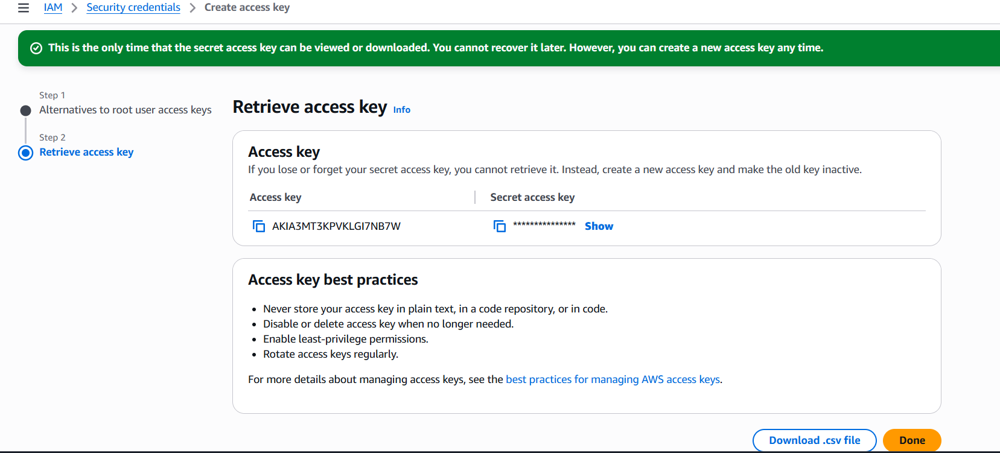 IAM > Security credentials > Create access key
This is the only time that the secret access key can be viewed or downloaded. You cannot recover it later. However, you can create a new access key any time.
Step 1
Alternatives to root user access keys
Step 2
Retrieve access key
Retrieve access key Info
Access key
If you lose or forget your secret access key, you cannot retrieve it. Instead, create a new access key and make the old key inactive.
Access key
Secret access key
AKIA3MT3KPVKLGI7NB7W
*************** Show
Access key best practices
• Never store your access key in plain text, in a code repository, or in code.
• Disable or delete access key when no longer needed.
• Enable least-privilege permissions.
• Rotate access keys regularly.
For more details about managing access keys, see the best practices for managing AWS access keys.
Download .csv file
Done